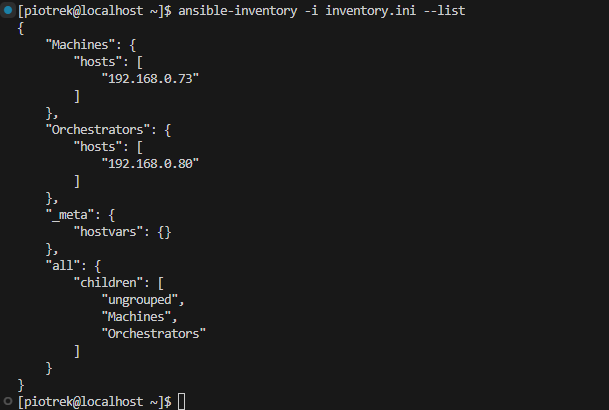 [piotrek@localhost ~]$ ansible-inventory -i inventory.ini --list
{
    "Machines": {
        "hosts": [
            "192.168.0.73"
        ]
    },
    "Orchestrators": {
        "hosts": [
            "192.168.0.80"
        ]
    },
    "_meta": {
        "hostvars": {}
    },
    "all": {
        "children": [
            "ungrouped",
            "Machines",
            "Orchestrators"
        ]
    }
}
[piotrek@localhost ~]$